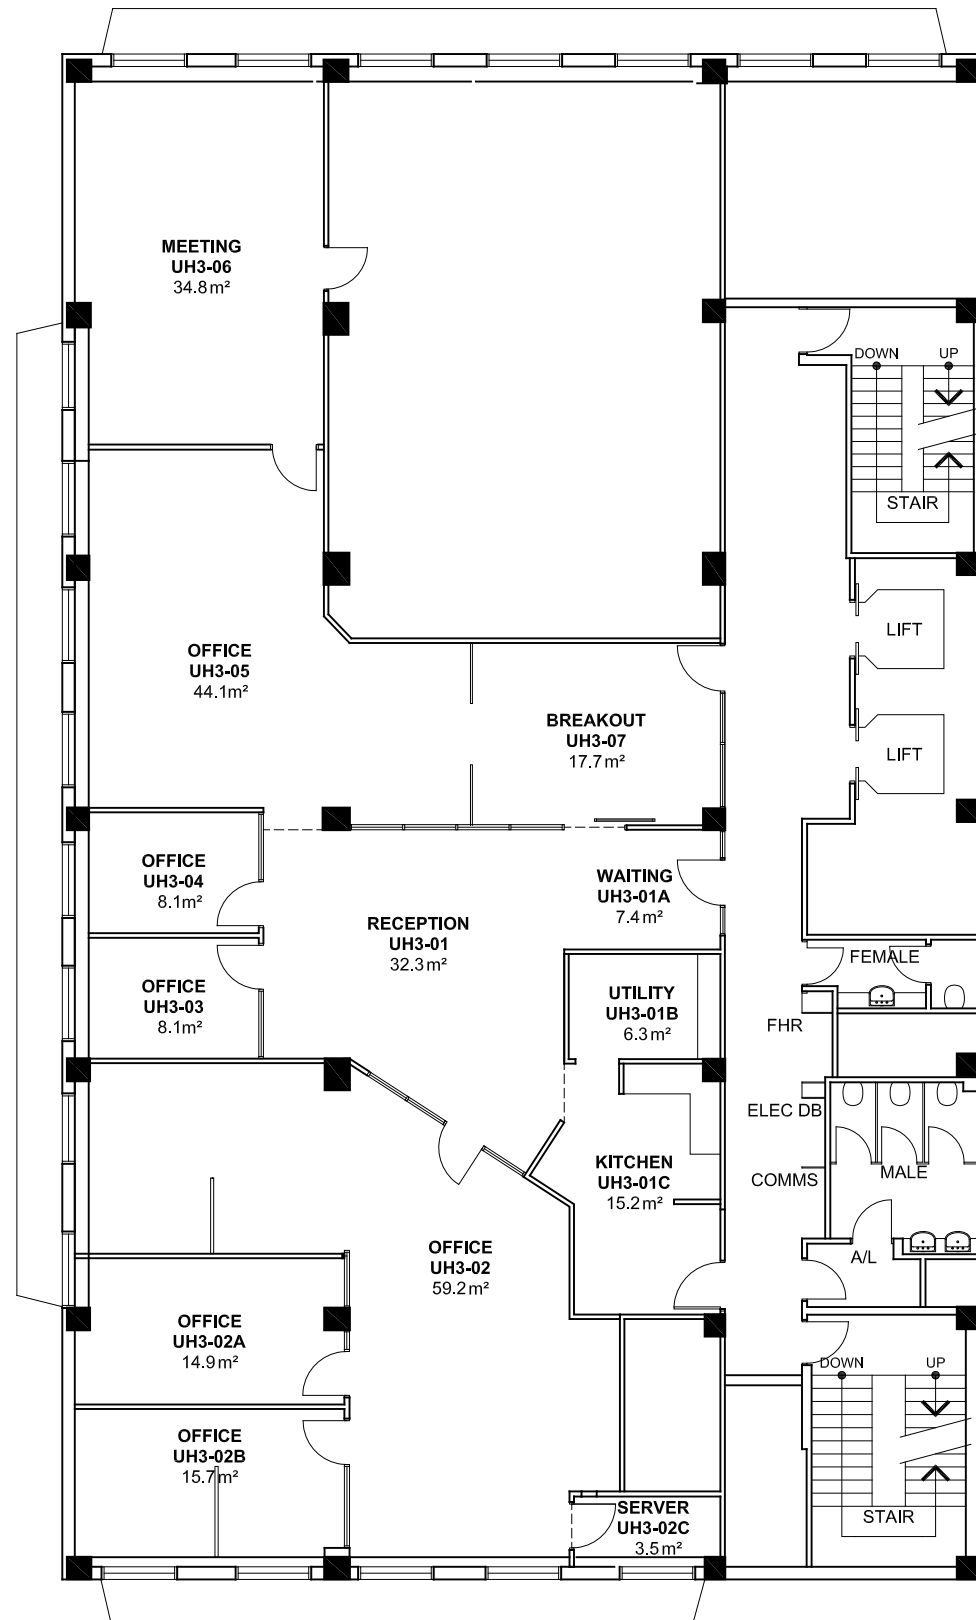 MEETING
UH3-06
34.8m²
DOWN
UP
STAIR
LIFT
OFFICE
UH3-05
44.1m²
BREAKOUT
UH3-07
17.7m²
LIFT
OFFICE
UH3-04
8.1m²
WAITING
UH3-01A
7.4m²
RECEPTION
UH3-01
32.3m²
FEMALE
OFFICE
UH3-03
8.1m²
UTILITY
UH3-01B
6.3m²
FHR
ELEC DB
KITCHEN
UH3-01C
15.2m²
COMMS
MALE
OFFICE
UH3-02
59.2m²
A/L
OFFICE
UH3-02A
14.9m²
DOWN
UP
OFFICE
UH3-02B
15.7m²
SERVER
UH3-02C
3.5m²
STAIR